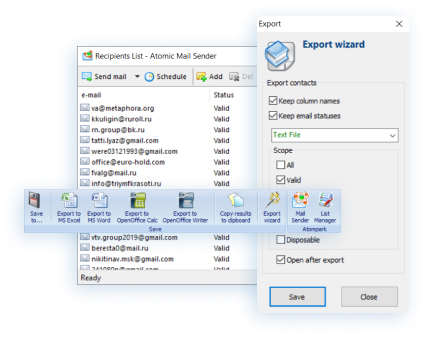 Export
Export wizard
Export contacts
Keep column names
Keep email statuses
Text File
Scope
All
Valid
Disposable
Open after export
Save
Close
Recipients List - Atomic Mail Sender
Send mail
Schedule
Add
Del
e-mail
Status
va@metaphora.org
Valid
kkuligin@ruroll.ru
Valid
rn.group@bk.ru
Valid
tatti.lyaz@gmail.com
Valid
were03121993@gmail.com
Valid
office@euro-hold.com
Valid
fvalg@mail.ru
Valid
info@triymfkrasoti.ru
Valid
Save to...
Export to MS Excel
Export to MS Word
Export to OpenOffice Calc
Export to OpenOffice Writer
Copy results to clipboard
Export wizard
Mail Sender
List Manager
Save
Atompark
vtv.group2019@gmail.com
Valid
beresta0@mail.ru
Valid
nikitinav.msk@gmail.com
Valid
Valid
Ready